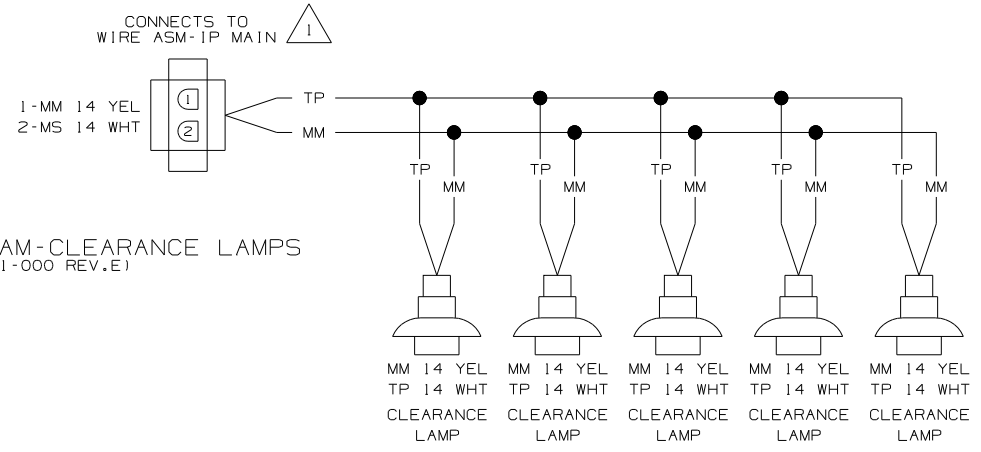 CONNECTS TO
WIRE ASM-IP MAIN
1
1-MM 14 YEL
2-MS 14 WHT
1
2
TP
MM
TP TP TP TP TP
MM MM MM MM MM
AM-CLEARANCE LAMPS
1-000 REV.E)
MM 14 YEL MM 14 YEL MM 14 YEL MM 14 YEL MM 14 YEL
TP 14 WHT TP 14 WHT TP 14 WHT TP 14 WHT TP 14 WHT
CLEARANCE CLEARANCE CLEARANCE CLEARANCE CLEARANCE
LAMP LAMP LAMP LAMP LAMP